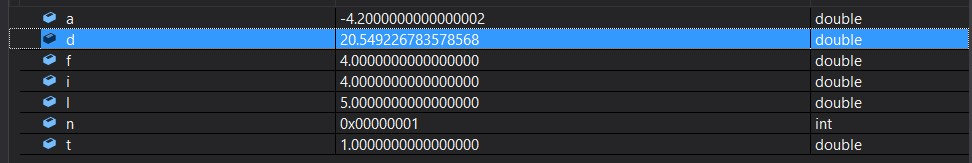 a -4.2000000000000002 double
d 20.549226783578568 double
f 4.0000000000000000 double
i 4.0000000000000000 double
l 5.0000000000000000 double
n 0x00000001 int
t 1.0000000000000000 double